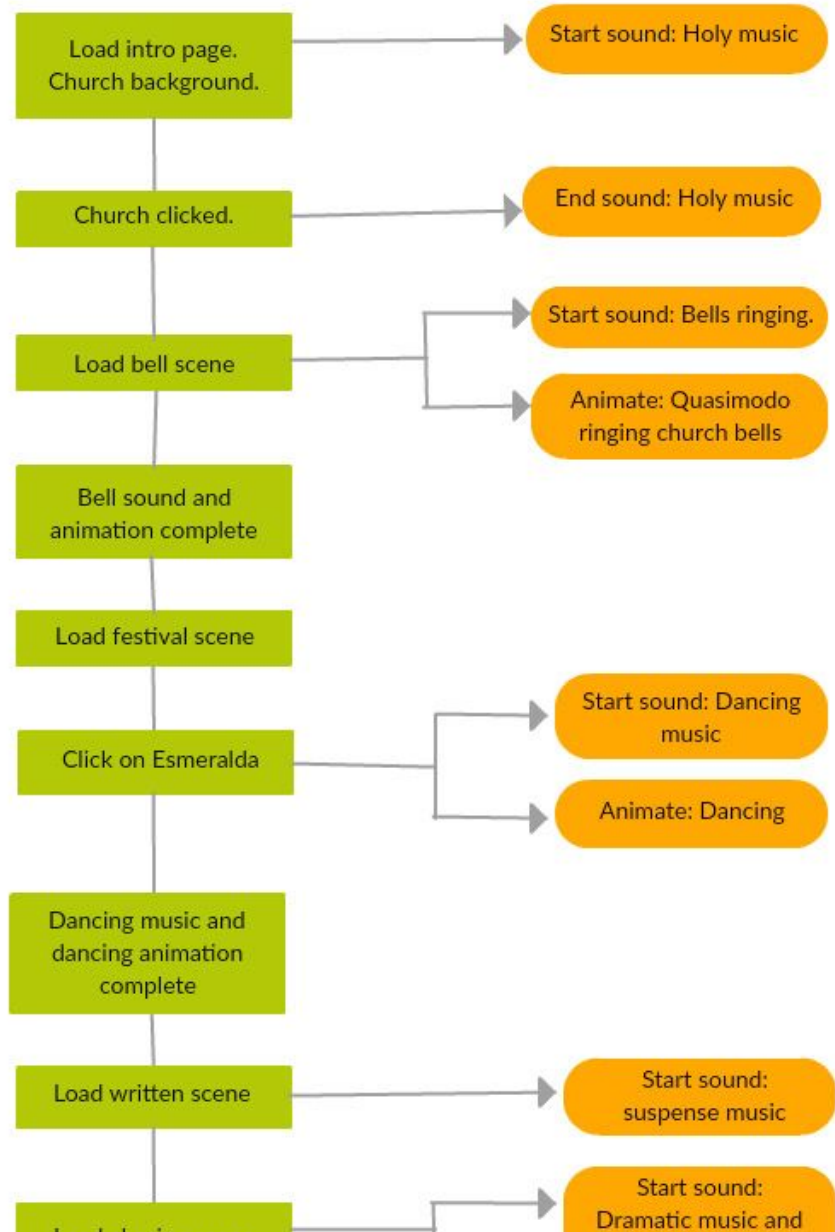 Load intro page.
Church background.
Start sound: Holy music
Church clicked.
End sound: Holy music
Load bell scene
Start sound: Bells ringing.
Animate: Quasimodo
ringing church bells
Bell sound and
animation complete
Load festival scene
Click on Esmeralda
Start sound: Dancing
music
Animate: Dancing
Dancing music and
dancing animation
complete
Load written scene
Start sound:
suspense music
Start sound:
Dramatic music and